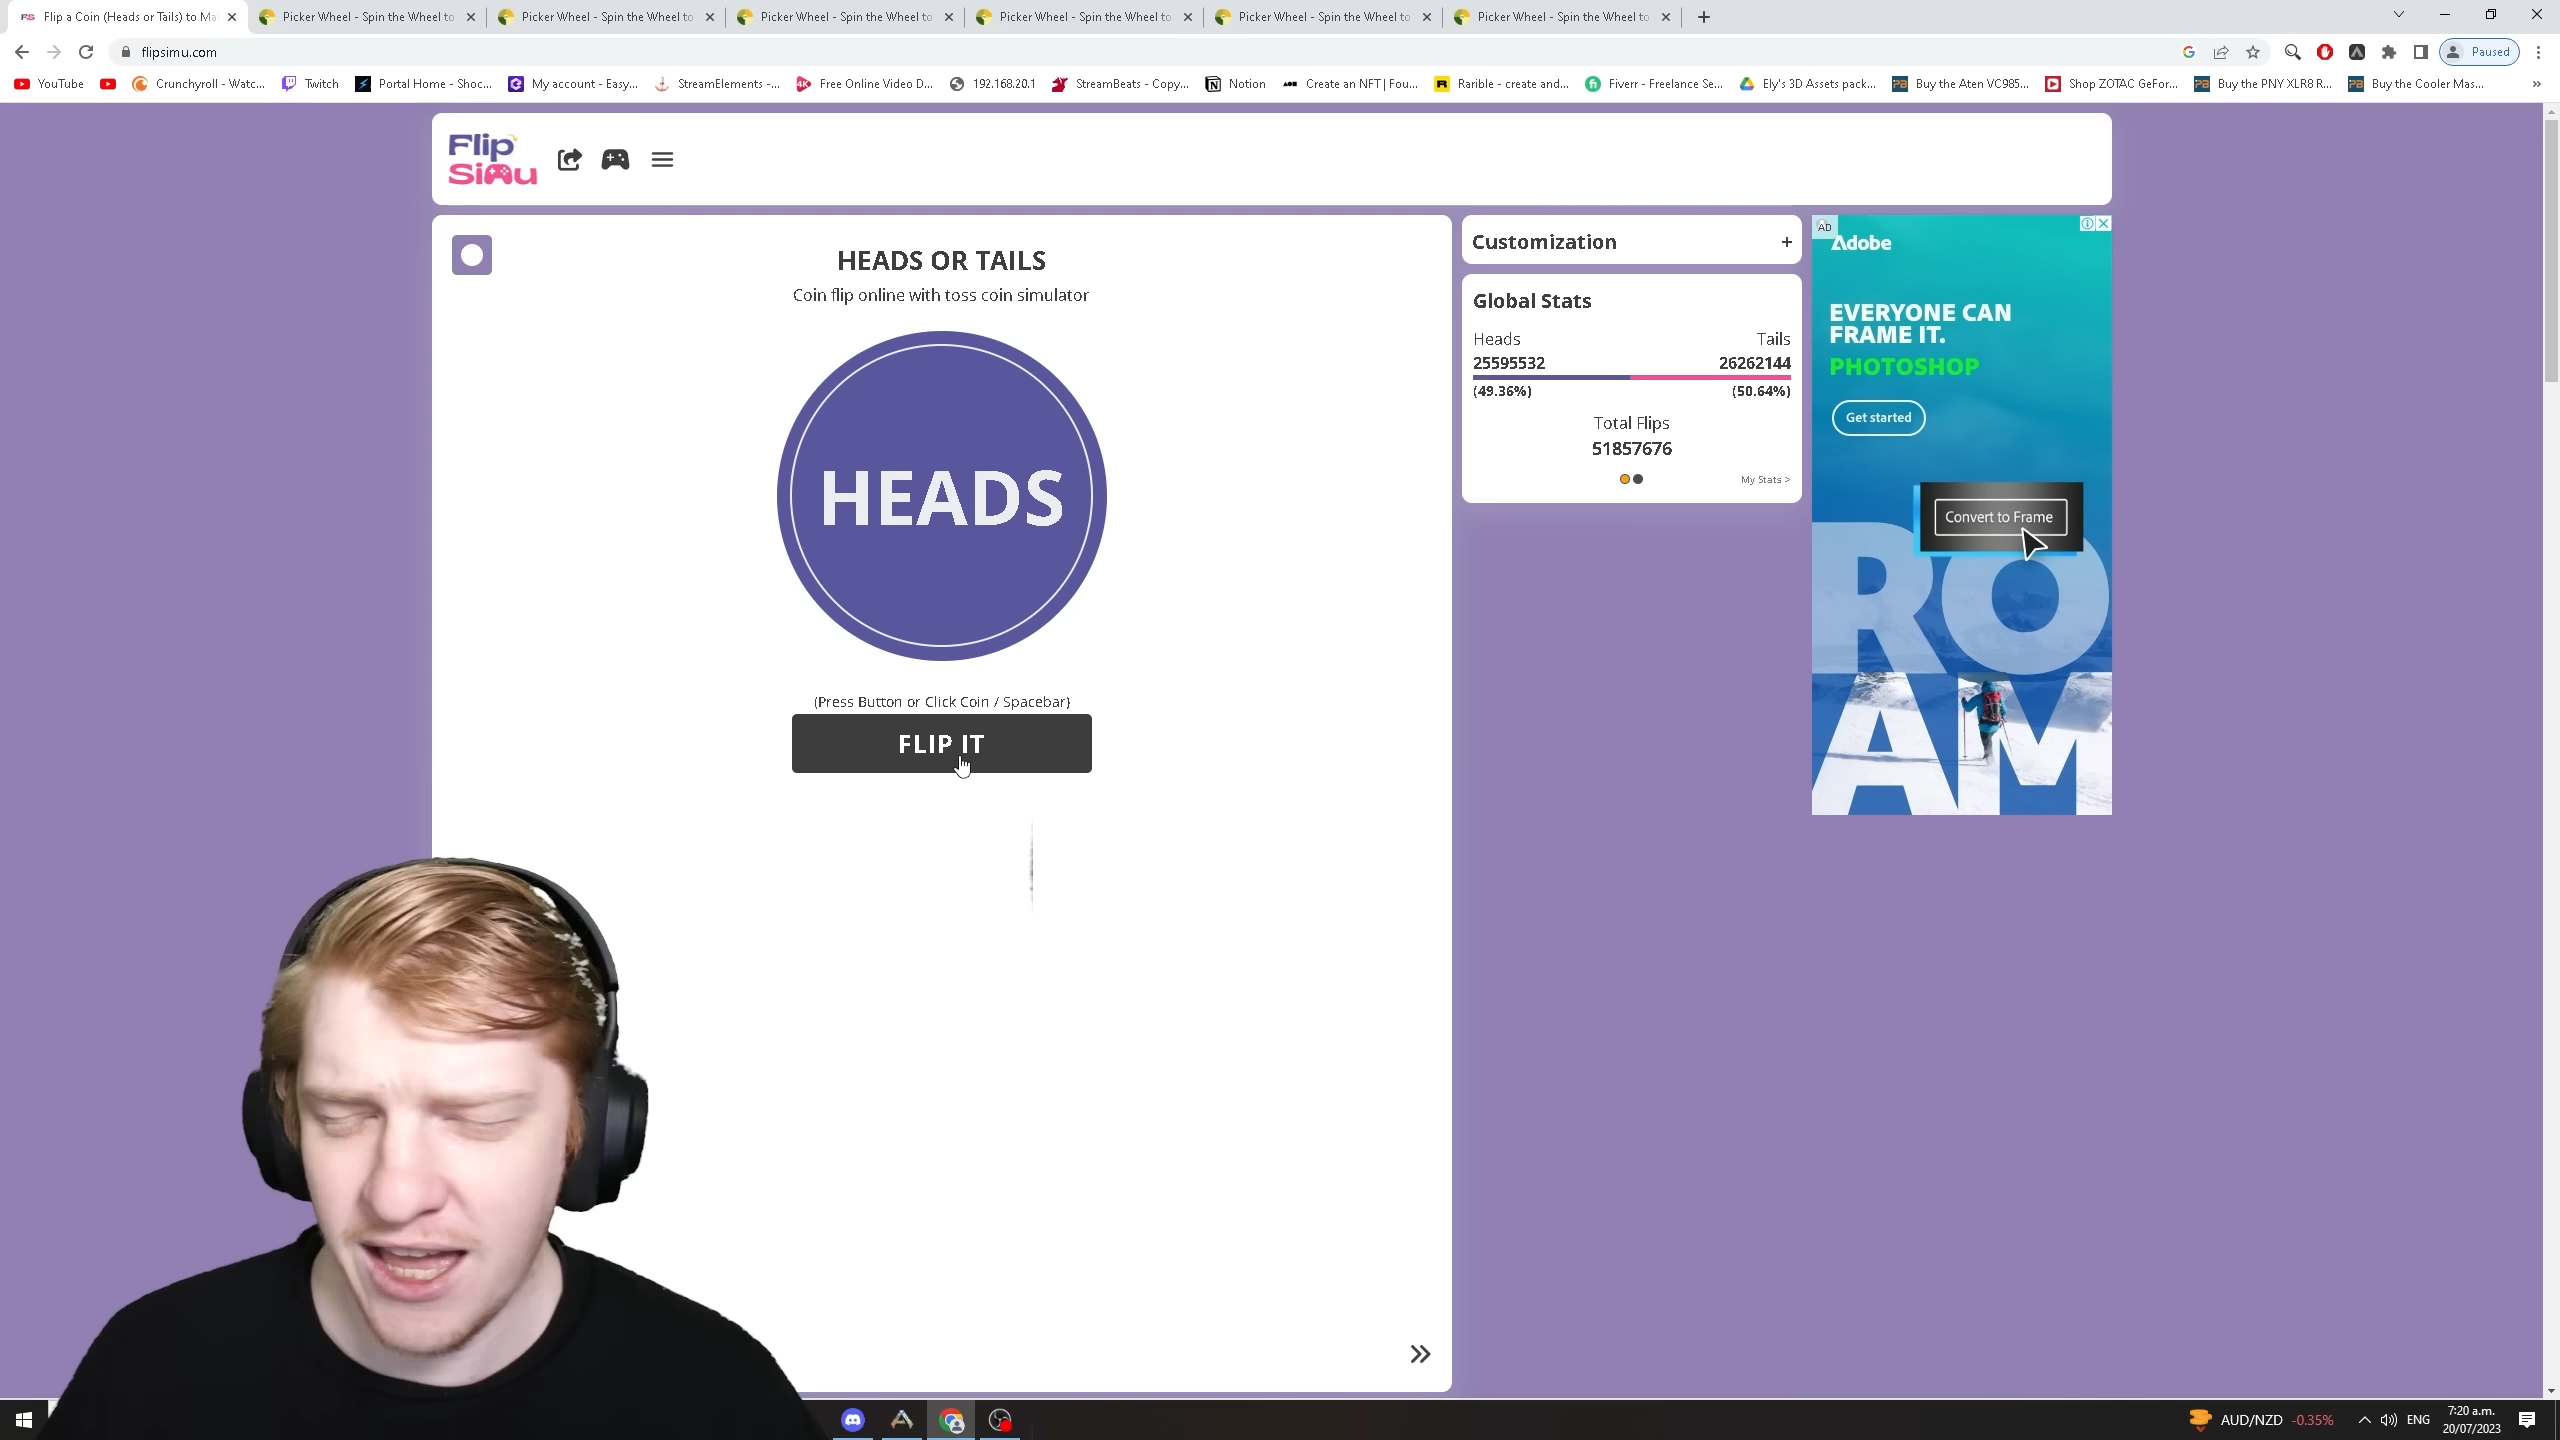 Flip a Coin (Heads or Tails) to Ma
Picker Wheel - Spin the Wheel to
Picker Wheel - Spin the Wheel to
Picker Wheel - Spin the Wheel to
Picker Wheel - Spin the Wheel to
Picker Wheel - Spin the Wheel to
Picker Wheel - Spin the Wheel to
flipsimu.com
Paused
YouTube
Crunchyroll - Watc...
Twitch
Portal Home - Shoc...
My account - Easy...
StreamElements -...
Free Online Video D...
192.168.20.1
StreamBeats - Copy...
Notion
Create an NFT | Fou...
Rarible - create and...
Fiverr - Freelance Se...
Ely's 3D Assets pack...
Buy the Aten VC985...
Shop ZOTAC GeFor...
Buy the PNY XLR8 R...
Buy the Cooler Mas...
Flip
Simu
HEADS OR TAILS
Coin flip online with toss coin simulator
HEADS
(Press Button or Click Coin / Spacebar)
FLIP IT
Customization
+
Global Stats
Heads
Tails
25595532
26262144
(49.36%)
(50.64%)
Total Flips
51857676
My Stats >
AD
Adobe
EVERYONE CAN
FRAME IT.
PHOTOSHOP
Get started
Convert to Frame
RO
AM
AUD/NZD -0.35%
ENG
7:20 a.m.
20/07/2023